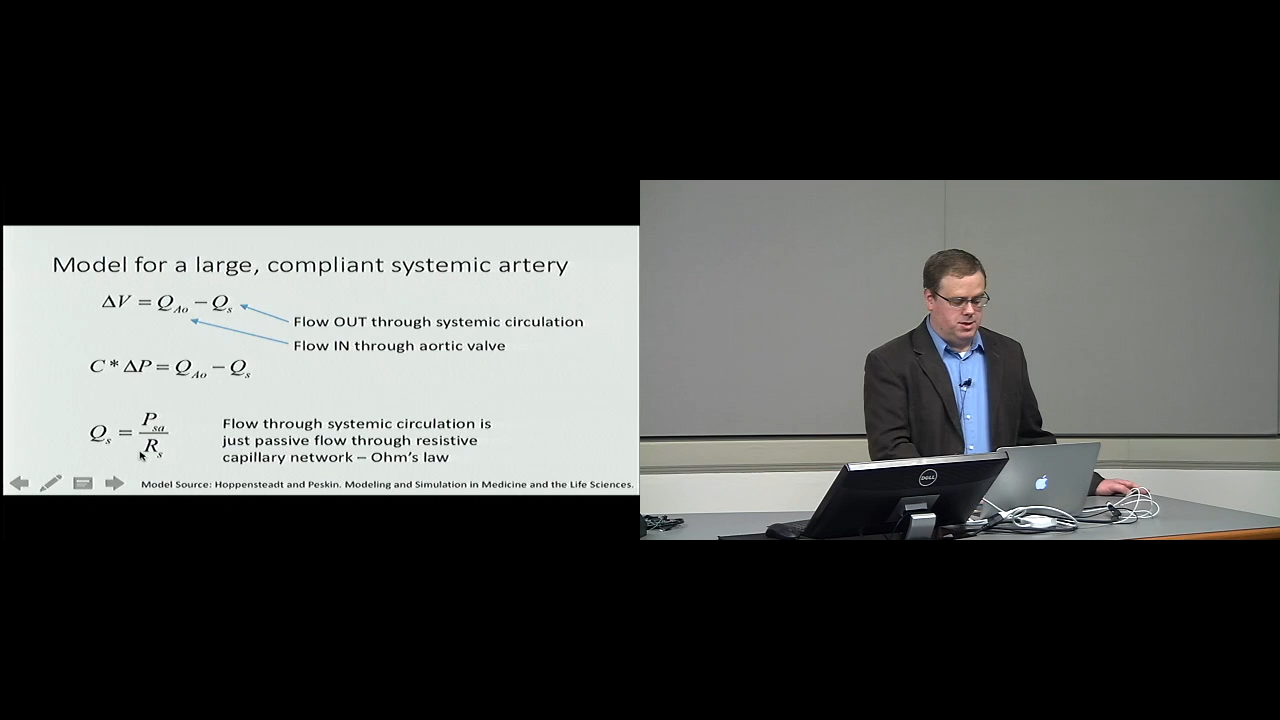 Model for a large, compliant systemic artery
ΔV = Q_Ao − Q_s
Flow OUT through systemic circulation
Flow IN through aortic valve
C * ΔP = Q_Ao − Q_s
Q_s = P_sa / R_s
Flow through systemic circulation is
just passive flow through resistive
capillary network – Ohm's law
Model Source: Hoppensteadt and Peskin. Modeling and Simulation in Medicine and the Life Sciences.
DELL